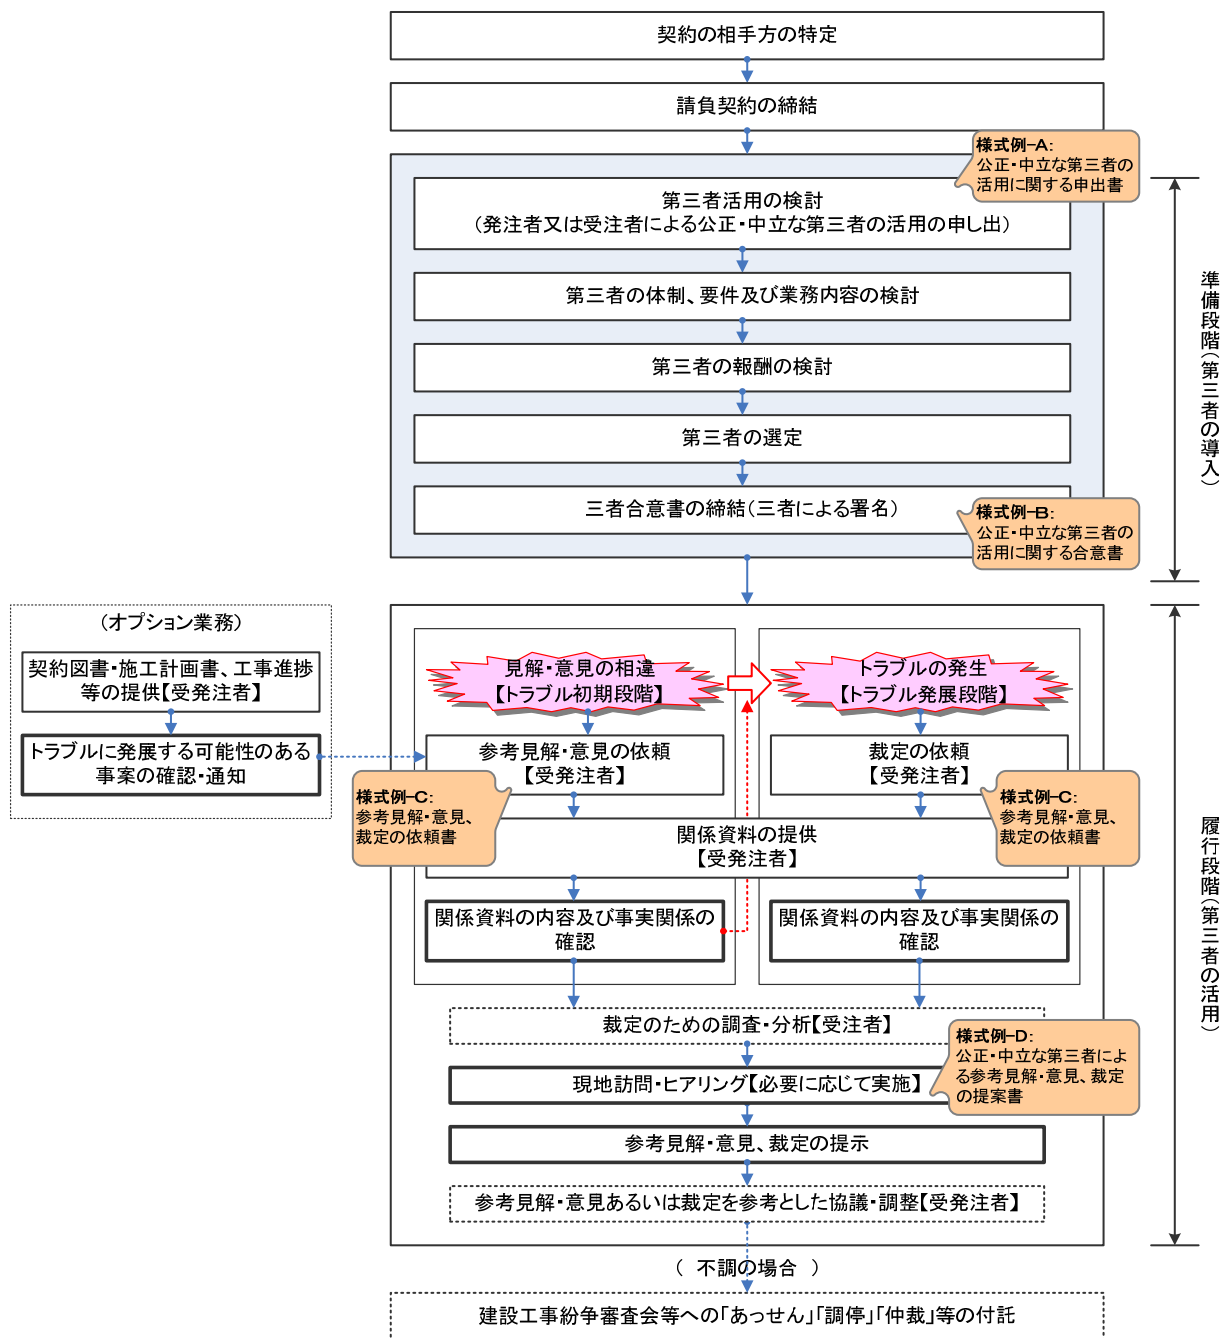 契約の相手方の特定
請負契約の締結
様式例-A:
公正・中立な第三者の
活用に関する申出書
第三者活用の検討
（発注者又は受注者による公正・中立な第三者の活用の申し出）
第三者の体制、要件及び業務内容の検討
第三者の報酬の検討
第三者の選定
三者合意書の締結（三者による署名）
様式例-B:
公正・中立な第三者の
活用に関する合意書
準備段階（第三者の導入）
（オプション業務）
契約図書・施工計画書、工事進捗
等の提供【受発注者】
トラブルに発展する可能性のある
事案の確認・通知
見解・意見の相違
【トラブル初期段階】
トラブルの発生
【トラブル発展段階】
参考見解・意見の依頼
【受発注者】
裁定の依頼
【受発注者】
様式例-C:
参考見解・意見、
裁定の依頼書
様式例-C:
参考見解・意見、
裁定の依頼書
関係資料の提供
【受発注者】
関係資料の内容及び事実関係の
確認
関係資料の内容及び事実関係の
確認
裁定のための調査・分析【受注者】
様式例-D:
公正・中立な第三者によ
る参考見解・意見、裁定
の提案書
現地訪問・ヒアリング【必要に応じて実施】
参考見解・意見、裁定の提示
参考見解・意見あるいは裁定を参考とした協議・調整【受発注者】
履行段階（第三者の活用）
（　不調の場合　）
建設工事紛争審査会等への「あっせん」「調停」「仲裁」等の付託